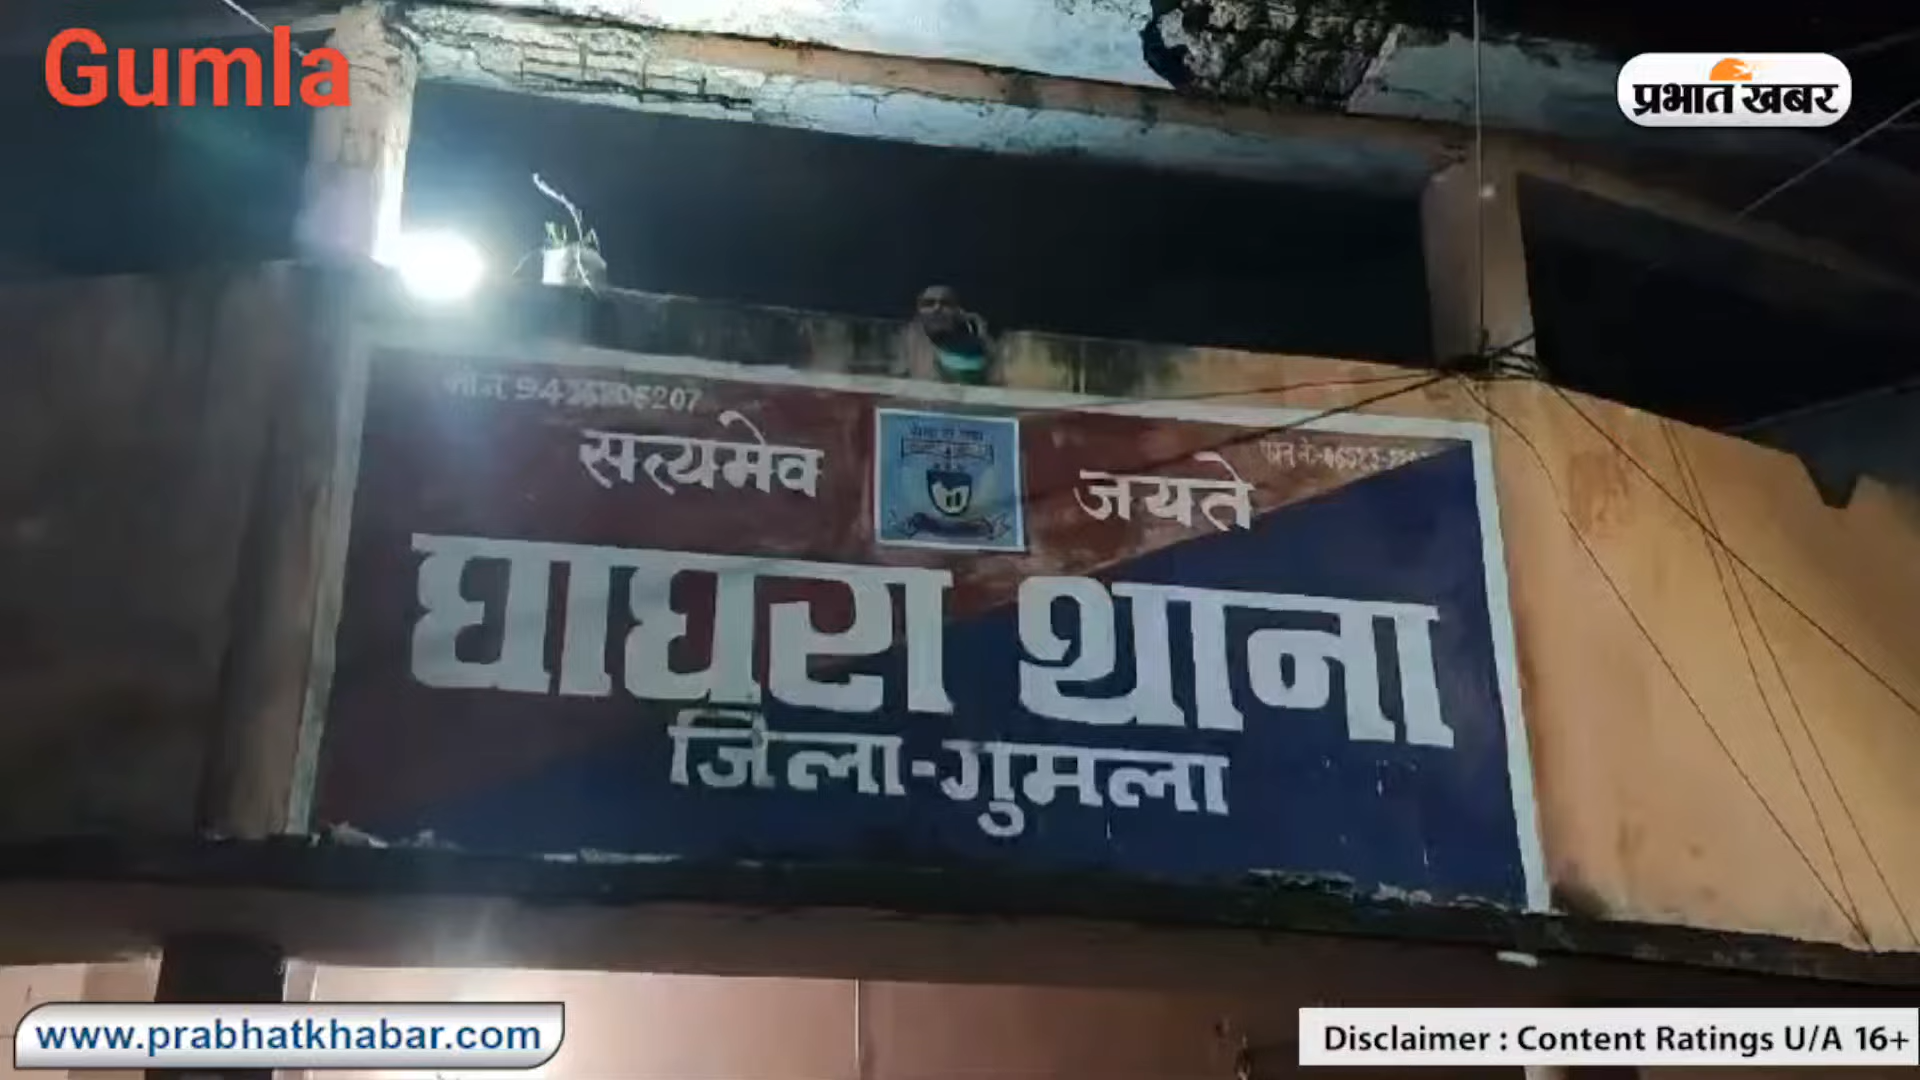 Gumla
प्रभात खबर
सत्यमेव जयते
घाघरा थाना
जिला-गुमला
www.prabhatkhabar.com
Disclaimer : Content Ratings U/A 16+